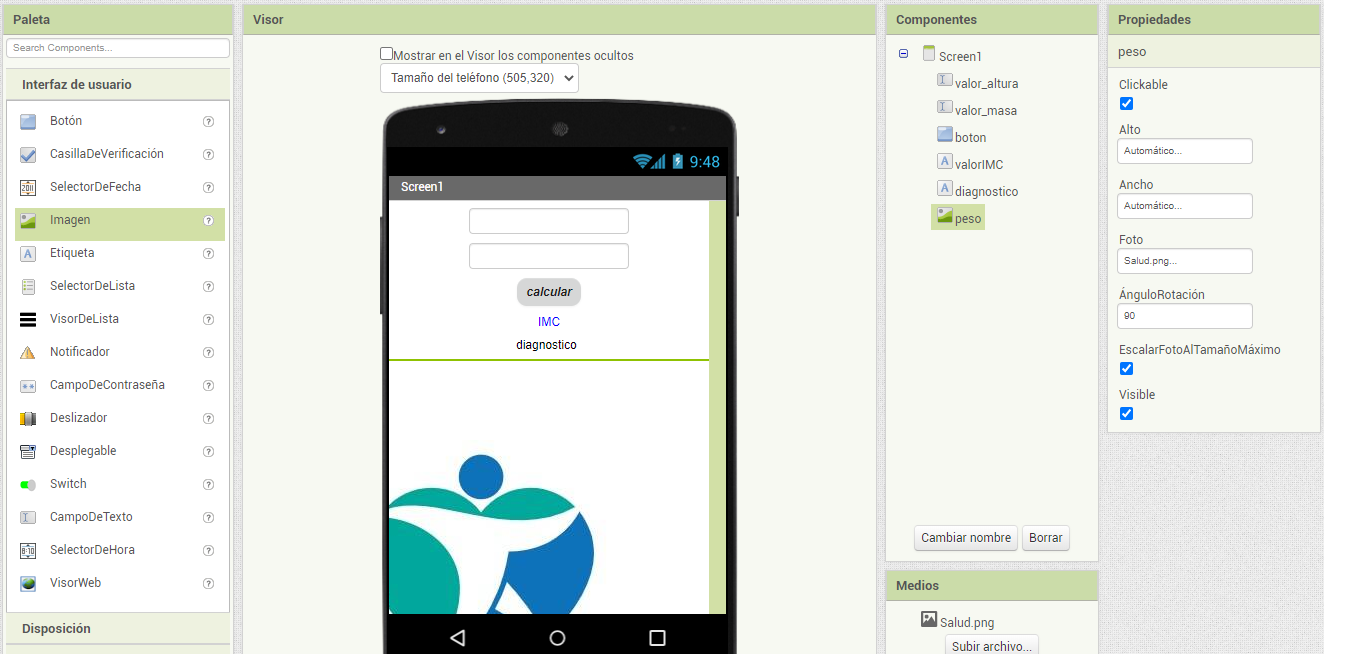 Paleta
Search Components...
Interfaz de usuario
Botón
CasillaDeVerificación
SelectorDeFecha
Imagen
Etiqueta
SelectorDeLista
VisorDeLista
Notificador
CampoDeContraseña
Deslizador
Desplegable
Switch
CampoDeTexto
SelectorDeHora
VisorWeb
Disposición
Visor
Mostrar en el Visor los componentes ocultos
Tamaño del teléfono (505,320)
9:48
Screen1
calcular
IMC
diagnostico
Componentes
Screen1
valor_altura
valor_masa
boton
valorIMC
diagnostico
peso
Cambiar nombre Borrar
Medios
Salud.png
Subir archivo...
Propiedades
peso
Clickable
Alto
Automático...
Ancho
Automático...
Foto
Salud.png...
ÁnguloRotación
90
EscalarFotoAlTamañoMáximo
Visible